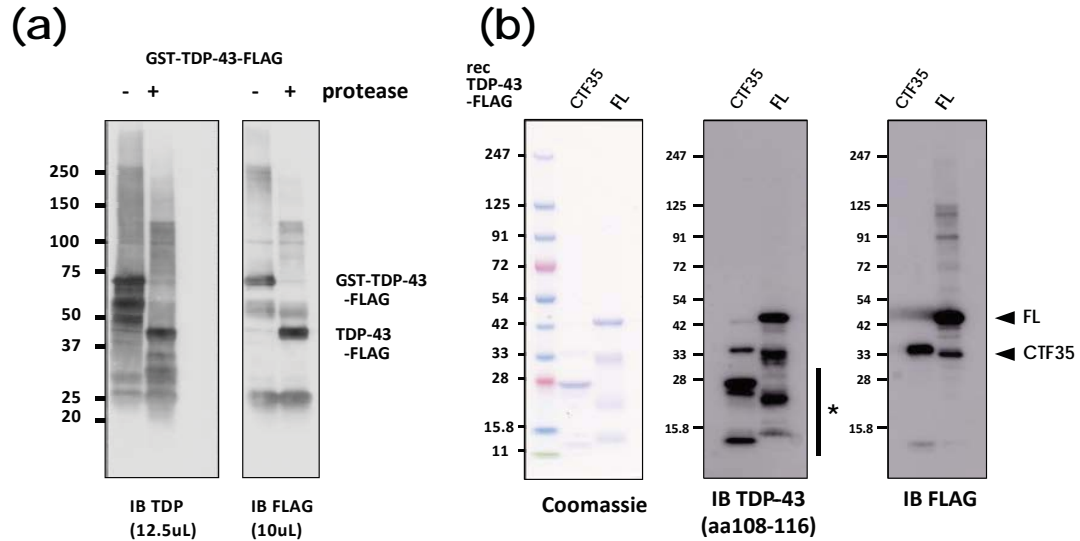 (a)
GST-TDP-43-FLAG
- + - + protease
250
150
100
75
50
37
25
20
GST-TDP-43
-FLAG
TDP-43
-FLAG
IB TDP
(12.5uL)
IB FLAG
(10uL)
(b)
rec
TDP-43
-FLAG
CTF35
FL
247
125
91
72
54
42
33
28
15.8
11
Coomassie
CTF35
FL
247
125
91
72
54
42
33
28
15.8
*
IB TDP-43
(aa108-116)
CTF35
FL
247
125
91
72
54
42
33
28
15.8
FL
CTF35
IB FLAG